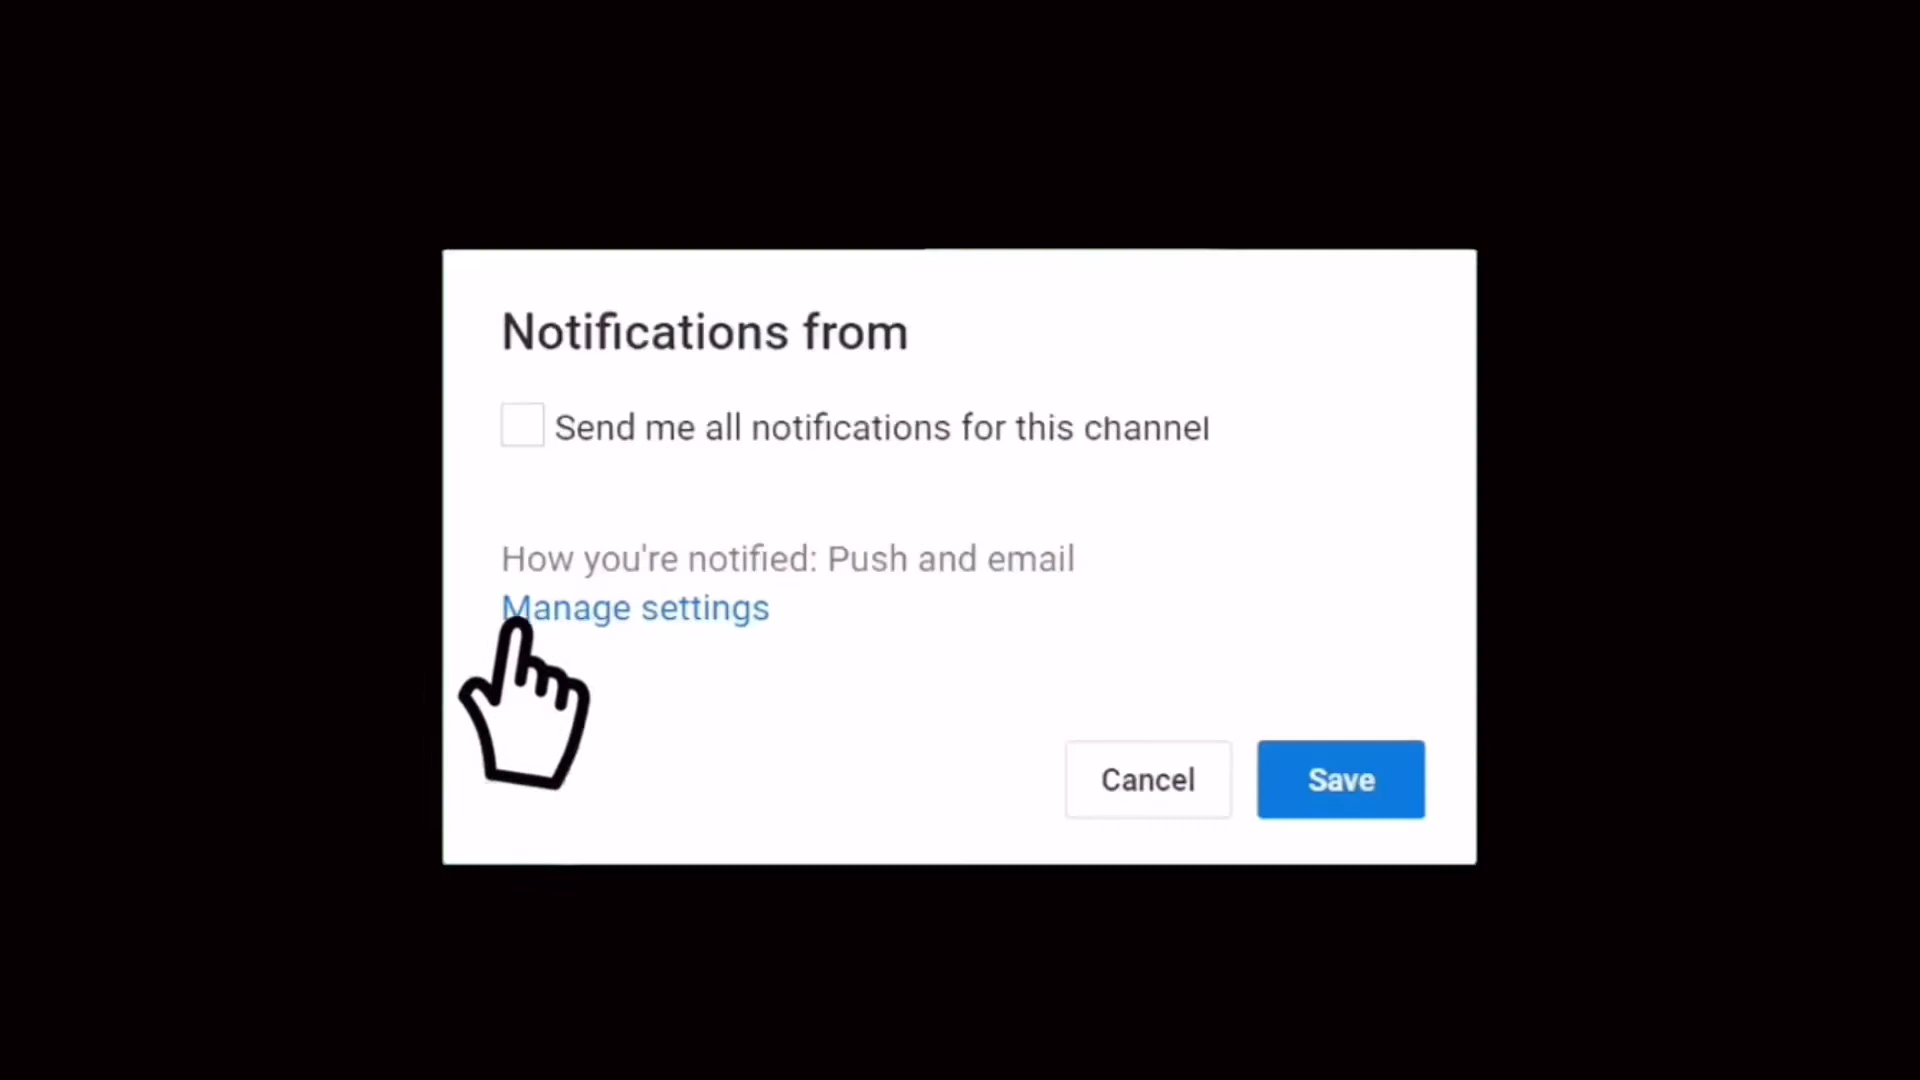 Notifications from
Send me all notifications for this channel
How you're notified: Push and email
Manage settings
Cancel
Save